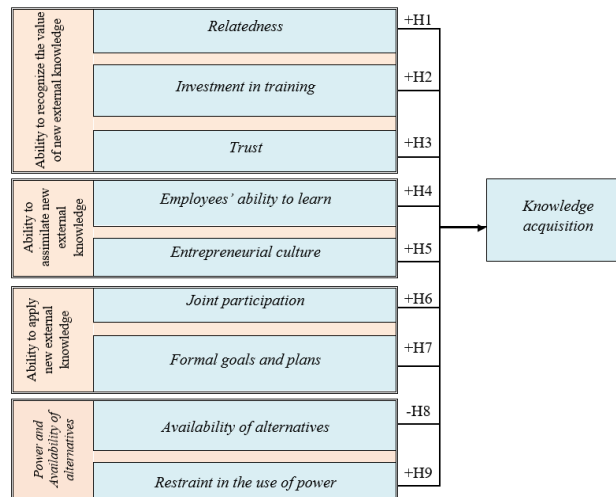 Ability to recognize the value
of new external knowledge
Relatedness
+H1
Investment in training
+H2
Trust
+H3
Ability to
assimilate new
external
knowledge
Employees’ ability to learn
+H4
Entrepreneurial culture
+H5
Knowledge
acquisition
Ability to apply
new external
knowledge
Joint participation
+H6
Formal goals and plans
+H7
Power and
Availability of
alternatives
Availability of alternatives
-H8
Restraint in the use of power
+H9